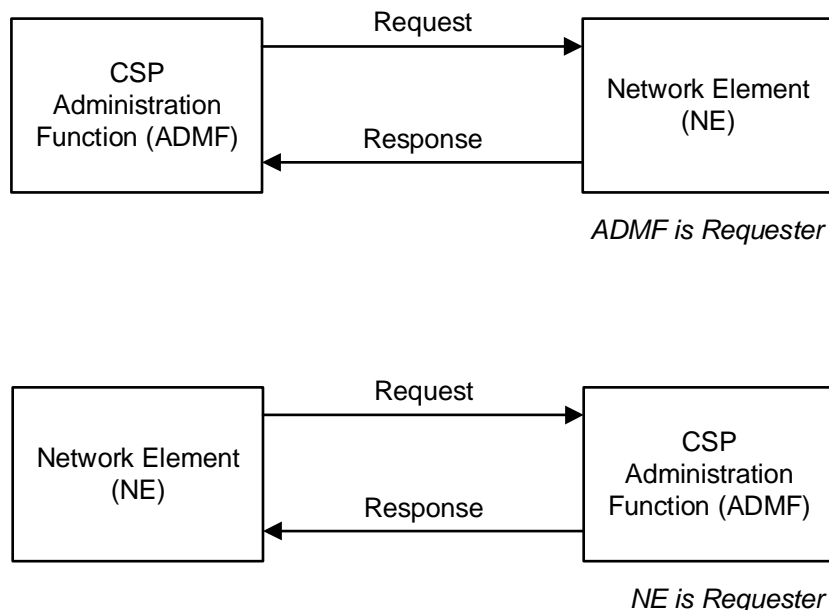 Request
CSP
Administration
Function (ADMF)
Network Element
(NE)
Response
ADMF is Requester
Request
Network Element
(NE)
CSP
Administration
Function (ADMF)
Response
NE is Requester